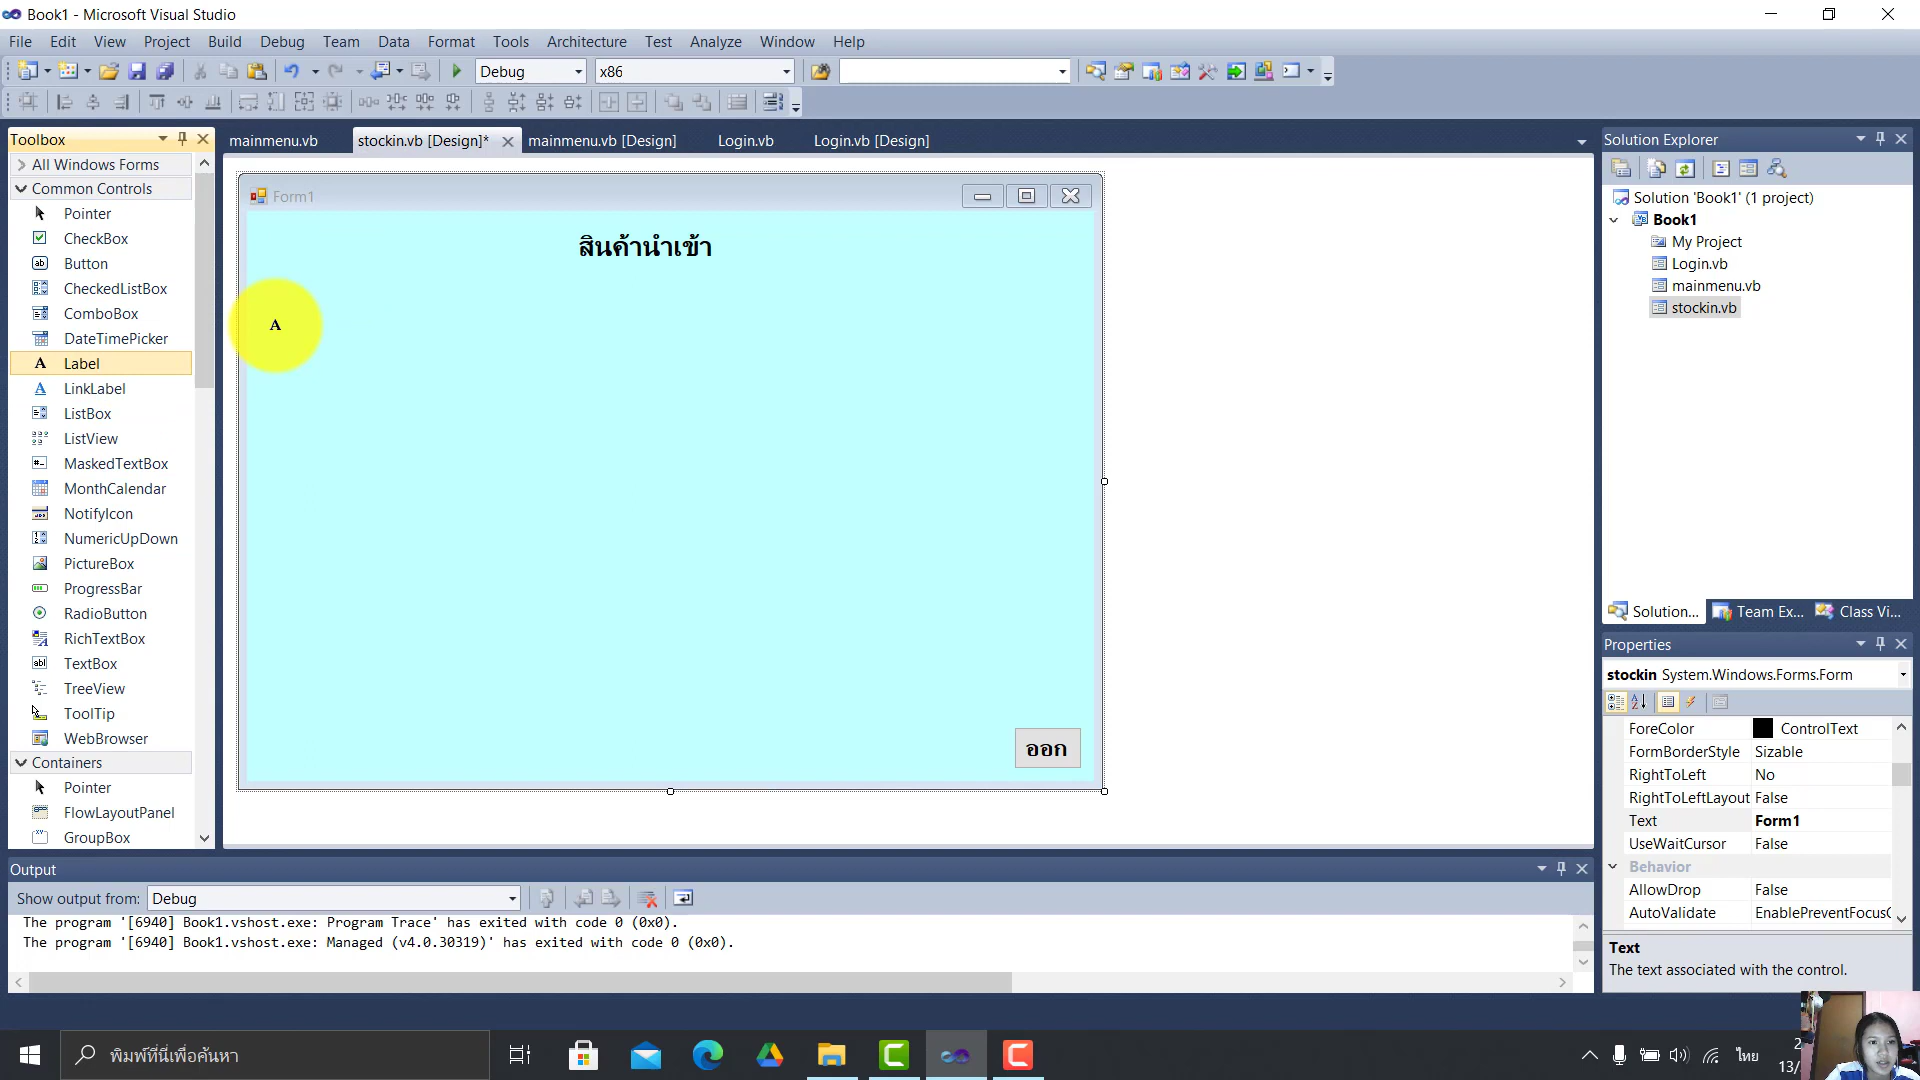 Book1 - Microsoft Visual Studio
File Edit View Project Build Debug Team Data Format Tools Architecture Test Analyze Window Help
Debug x86
Toolbox
All Windows Forms
Common Controls
Pointer
CheckBox
Button
CheckedListBox
ComboBox
DateTimePicker
A Label
A LinkLabel
ListBox
ListView
MaskedTextBox
MonthCalendar
NotifyIcon
NumericUpDown
PictureBox
ProgressBar
RadioButton
RichTextBox
TextBox
TreeView
ToolTip
WebBrowser
Containers
Pointer
FlowLayoutPanel
GroupBox
mainmenu.vb stockin.vb [Design]* mainmenu.vb [Design] Login.vb Login.vb [Design]
Form1
สินค้านำเข้า
A
ออก
Solution Explorer
Solution 'Book1' (1 project)
Book1
My Project
Login.vb
mainmenu.vb
stockin.vb
Solution... Team Ex... Class Vi...
Properties
stockin System.Windows.Forms.Form
ForeColor ControlText
FormBorderStyle Sizable
RightToLeft No
RightToLeftLayout False
Text Form1
UseWaitCursor False
Behavior
AllowDrop False
AutoValidate EnablePreventFocus
Text
The text associated with the control.
Output
Show output from: Debug
The program '[6940] Book1.vshost.exe: Program Trace' has exited with code 0 (0x0).
The program '[6940] Book1.vshost.exe: Managed (v4.0.30319)' has exited with code 0 (0x0).
พิมพ์ที่นี่เพื่อค้นหา
ไทย
13/